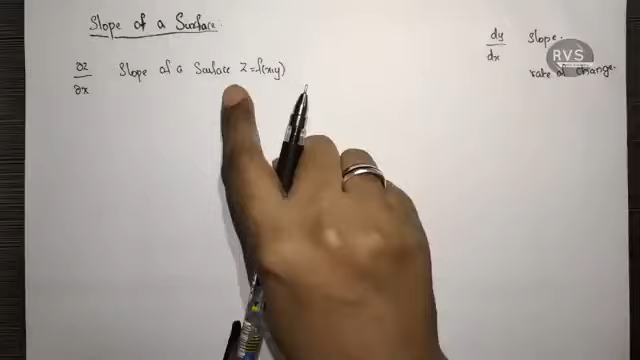 Slope of a Surface.
∂z/∂x Slope of a Surface z=f(x,y)
dy/dx Slope.
RVS
rate of change.